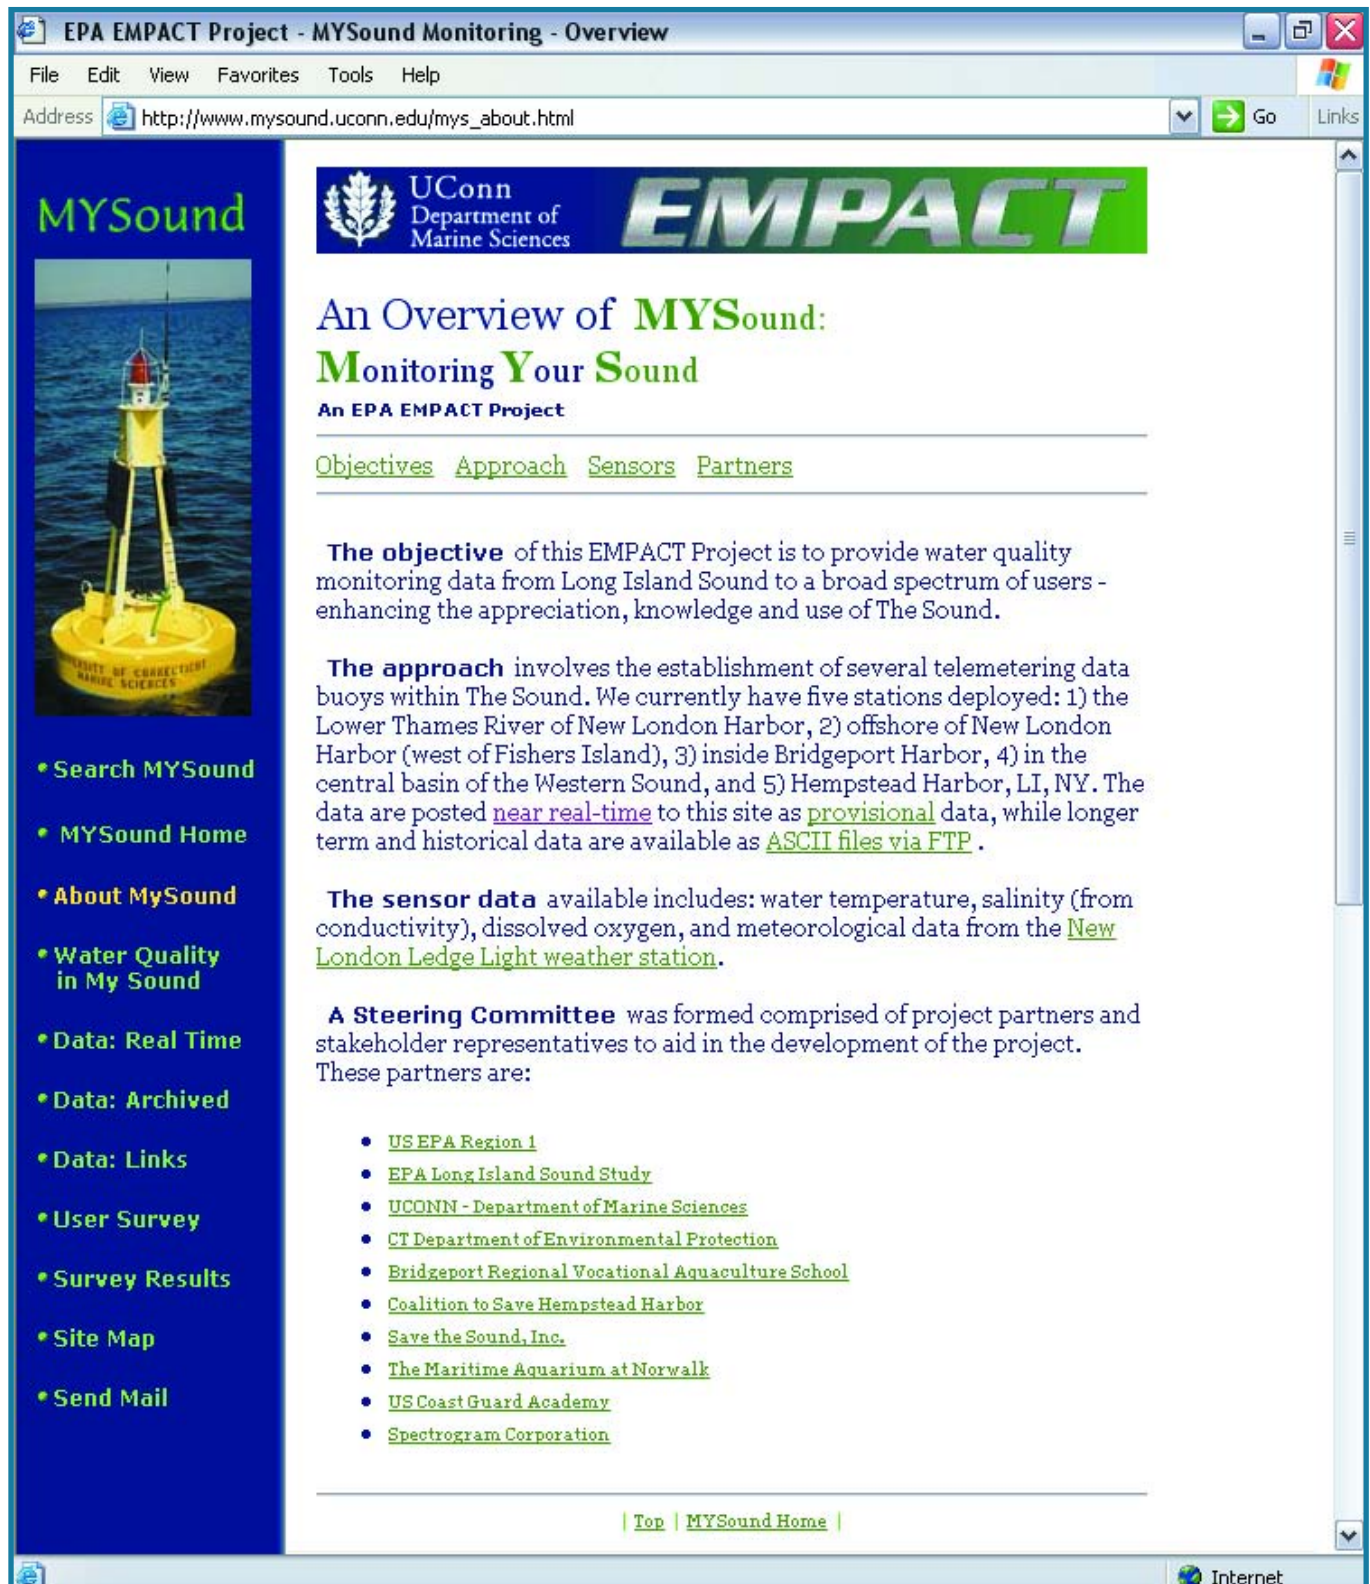 EPA EMPACT Project - MYSound Monitoring - Overview
File Edit View Favorites Tools Help
Address http://www.mysound.uconn.edu/mys_about.html Go Links
MYSound
UNIVERSITY OF CONNECTICUT
MARINE SCIENCES
• Search MYSound
• MYSound Home
• About MySound
• Water Quality
in My Sound
• Data: Real Time
• Data: Archived
• Data: Links
• User Survey
• Survey Results
• Site Map
• Send Mail
UConn
Department of
Marine Sciences
EMPACT
An Overview of MYSound:
Monitoring Your Sound
An EPA EMPACT Project
Objectives Approach Sensors Partners
The objective of this EMPACT Project is to provide water quality
monitoring data from Long Island Sound to a broad spectrum of users -
enhancing the appreciation, knowledge and use of The Sound.
The approach involves the establishment of several telemetering data
buoys within The Sound. We currently have five stations deployed: 1) the
Lower Thames River of New London Harbor, 2) offshore of New London
Harbor (west of Fishers Island), 3) inside Bridgeport Harbor, 4) in the
central basin of the Western Sound, and 5) Hempstead Harbor, LI, NY. The
data are posted near real-time to this site as provisional data, while longer
term and historical data are available as ASCII files via FTP .
The sensor data available includes: water temperature, salinity (from
conductivity), dissolved oxygen, and meteorological data from the New
London Ledge Light weather station.
A Steering Committee was formed comprised of project partners and
stakeholder representatives to aid in the development of the project.
These partners are:
• US EPA Region 1
• EPA Long Island Sound Study
• UCONN - Department of Marine Sciences
• CT Department of Environmental Protection
• Bridgeport Regional Vocational Aquaculture School
• Coalition to Save Hempstead Harbor
• Save the Sound, Inc.
• The Maritime Aquarium at Norwalk
• US Coast Guard Academy
• Spectrogram Corporation
| Top | MYSound Home |
Internet